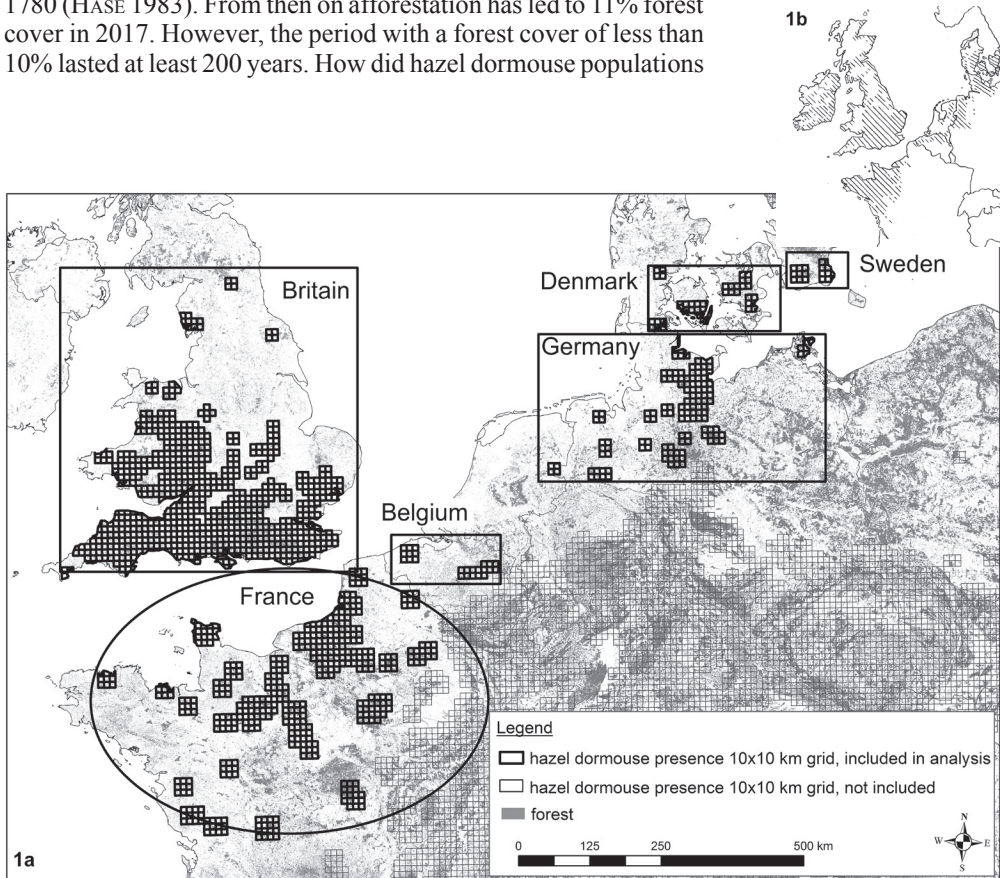 1780 (HASE 1983). From then on afforestation has led to 11% forest
cover in 2017. However, the period with a forest cover of less than
10% lasted at least 200 years. How did hazel dormouse populations
1b
Britain
Denmark
Sweden
Germany
Belgium
France
Legend
hazel dormouse presence 10x10 km grid, included in analysis
hazel dormouse presence 10x10 km grid, not included
forest
0 125 250 500 km
N
W E
S
1a